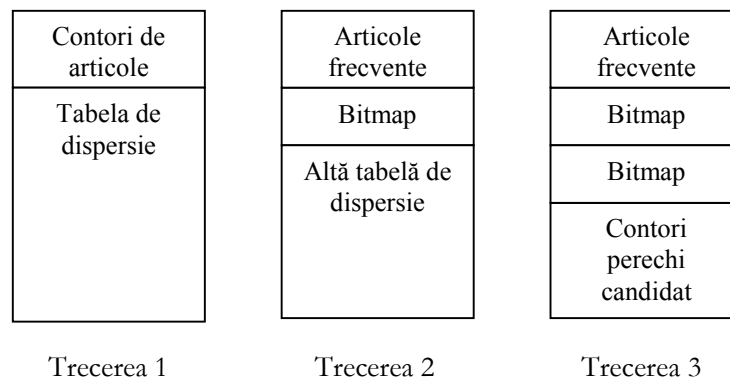 Contori de
articole
Tabela de
dispersie
Trecerea 1
Articole
frecvente
Bitmap
Altă tabelă de
dispersie
Trecerea 2
Articole
frecvente
Bitmap
Bitmap
Contori
perechi
candidat
Trecerea 3